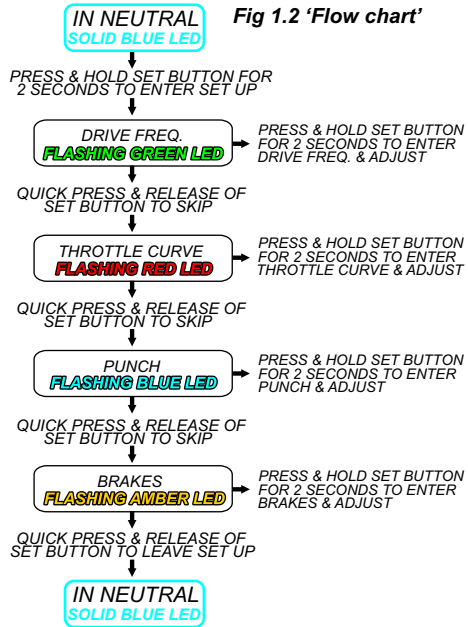 IN NEUTRAL
SOLID BLUE LED
Fig 1.2 ‘Flow chart’
PRESS & HOLD SET BUTTON FOR
2 SECONDS TO ENTER SET UP
DRIVE FREQ.
FLASHING GREEN LED
PRESS & HOLD SET BUTTON
FOR 2 SECONDS TO ENTER
DRIVE FREQ. & ADJUST
QUICK PRESS & RELEASE OF
SET BUTTON TO SKIP
THROTTLE CURVE
FLASHING RED LED
PRESS & HOLD SET BUTTON
FOR 2 SECONDS TO ENTER
THROTTLE CURVE & ADJUST
QUICK PRESS & RELEASE OF
SET BUTTON TO SKIP
PUNCH
FLASHING BLUE LED
PRESS & HOLD SET BUTTON
FOR 2 SECONDS TO ENTER
PUNCH & ADJUST
QUICK PRESS & RELEASE OF
SET BUTTON TO SKIP
BRAKES
FLASHING AMBER LED
PRESS & HOLD SET BUTTON
FOR 2 SECONDS TO ENTER
BRAKES & ADJUST
QUICK PRESS & RELEASE OF
SET BUTTON TO LEAVE SET UP
IN NEUTRAL
SOLID BLUE LED